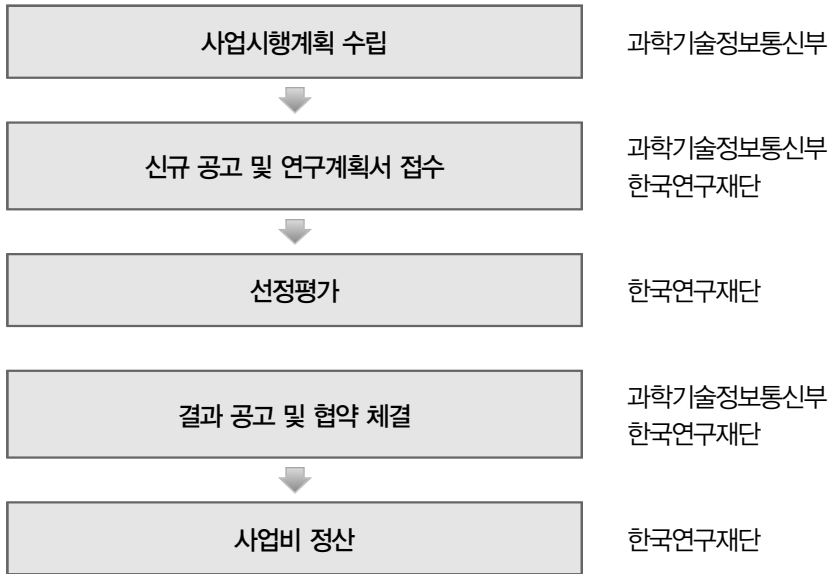 사업시행계획 수립
과학기술정보통신부
신규 공고 및 연구계획서 접수
과학기술정보통신부
한국연구재단
선정평가
한국연구재단
결과 공고 및 협약 체결
과학기술정보통신부
한국연구재단
사업비 정산
한국연구재단